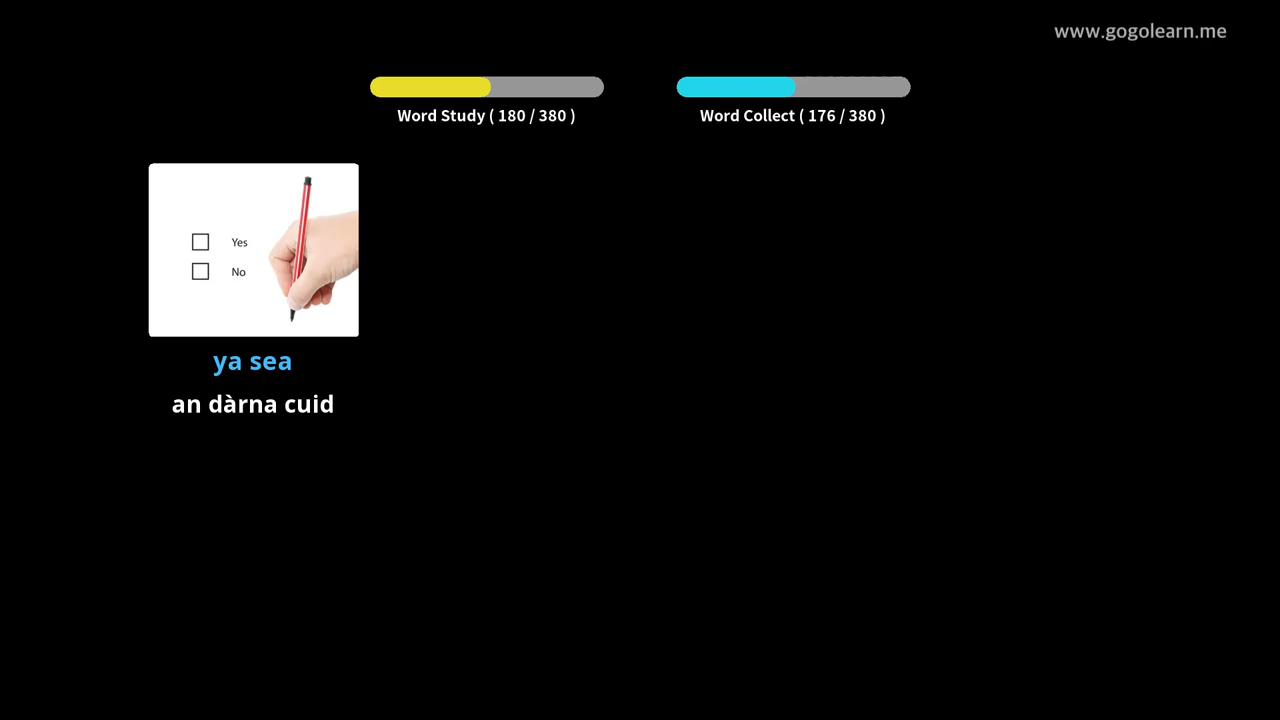 www.gogolearn.me
Word Study ( 180 / 380 )
Word Collect ( 176 / 380 )
Yes
No
ya sea
an dàrna cuid